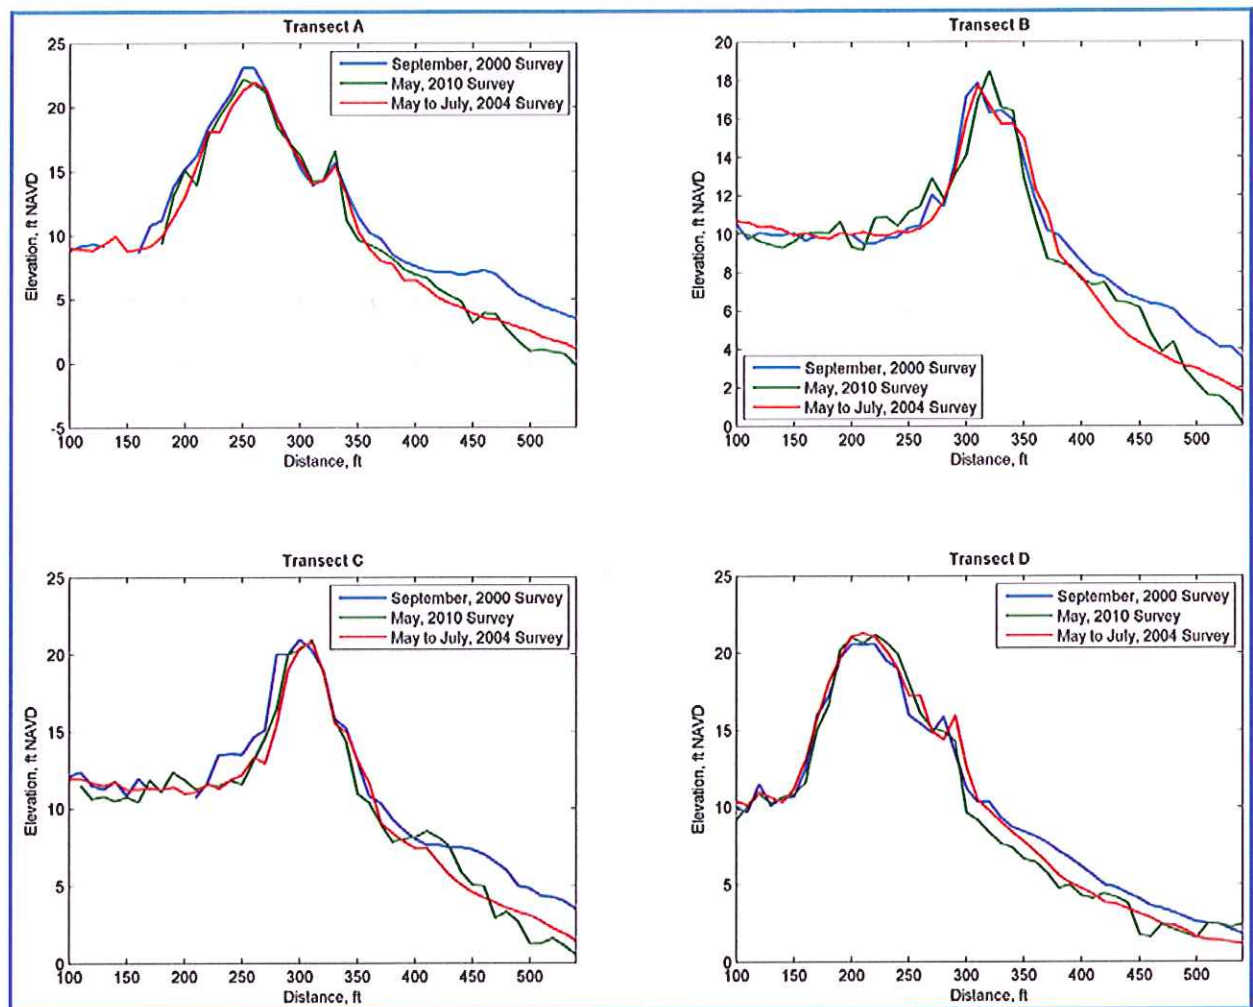 Transect A
25
20
15
10
5
0
-5
Elevation, ft NAVD
September, 2000 Survey
May, 2010 Survey
May to July, 2004 Survey
100 150 200 250 300 350 400 450 500
Distance, ft
Transect B
20
18
16
14
12
10
8
6
4
2
0
Elevation, ft NAVD
September, 2000 Survey
May, 2010 Survey
May to July, 2004 Survey
100 150 200 250 300 350 400 450 500
Distance, ft
Transect C
25
20
15
10
5
0
Elevation, ft NAVD
September, 2000 Survey
May, 2010 Survey
May to July, 2004 Survey
100 150 200 250 300 350 400 450 500
Distance, ft
Transect D
25
20
15
10
5
0
Elevation, ft NAVD
September, 2000 Survey
May, 2010 Survey
May to July, 2004 Survey
100 150 200 250 300 350 400 450 500
Distance, ft